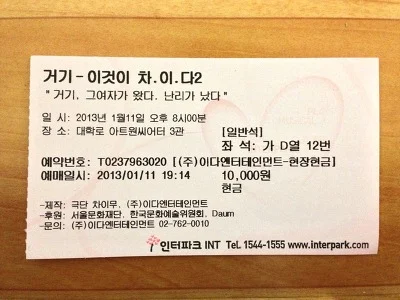 거기 - 이것이 차.이.다2
" 거기, 그여자가 왔다. 난리가 났다"
일 시: 2013년 1월11일 오후 8시00분
장 소: 대학로 아트원씨어터 3관
[일반석]
좌 석: 가 D열 12번
예약번호: T0237963020 [(주)이다엔터테인먼트-현장현금]
예매일시: 2013/01/11 19:14
10,000원
현금
-제작: 극단 차이무, (주)이다엔터테인먼트
-후원: 서울문화재단, 한국문화예술위원회, Daum
-문의: (주)이다엔터테인먼트 02-762-0010
인터파크 INT Tel. 1544-1555 www.interpark.com